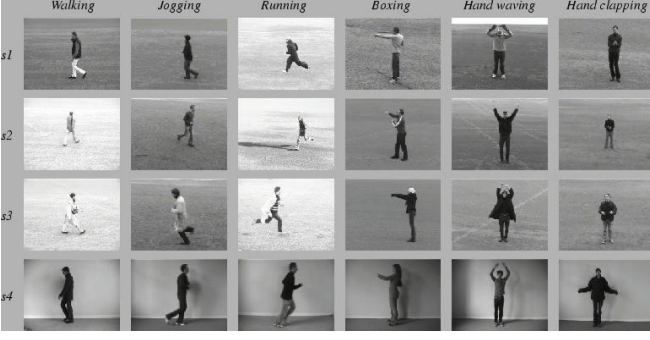 Walking Jogging Running Boxing Hand waving Hand clapping
s1
s2
s3
s4